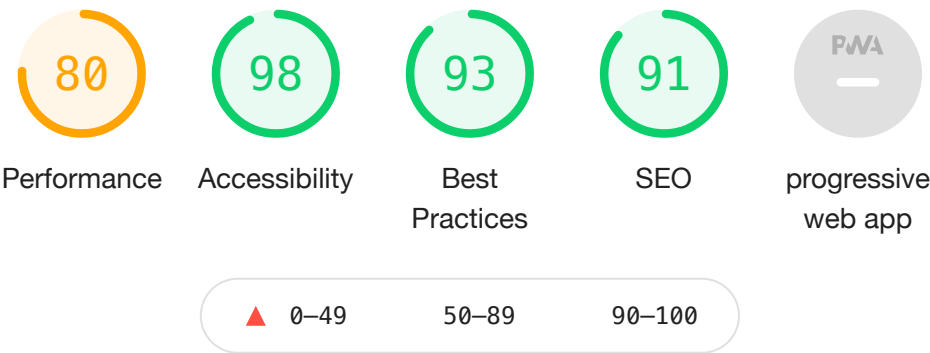 80 98 93 91 PWA
Performance Accessibility Best Practices SEO progressive web app
0–49 50–89 90–100